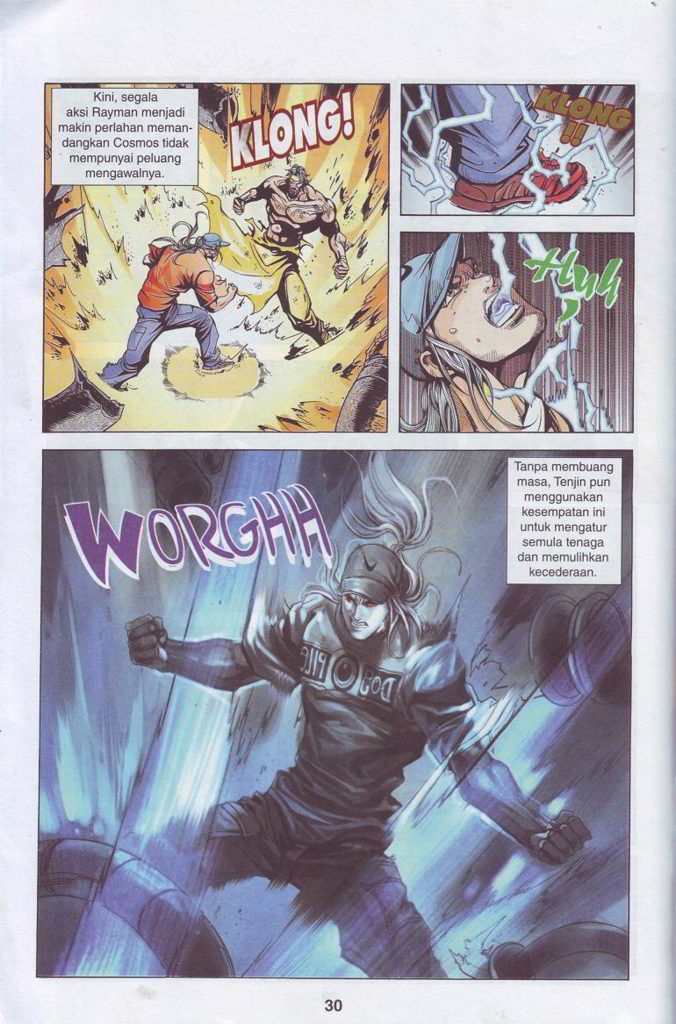 Kini, segala
aksi Rayman menjadi
makin perlahan meman-
dangkan Cosmos tidak
mempunyai peluang
mengawalnya.
KLONG!
KLONG
!!
Huh
WORGHH
Tanpa membuang
masa, Tenjin pun
menggunakan
kesempatan ini
untuk mengatur
semula tenaga
dan memulihkan
kecederaan.
30